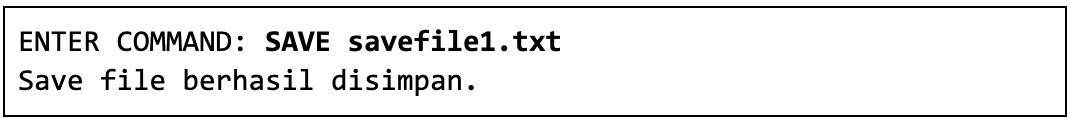 ENTER COMMAND: SAVE savefile1.txt
Save file berhasil disimpan.